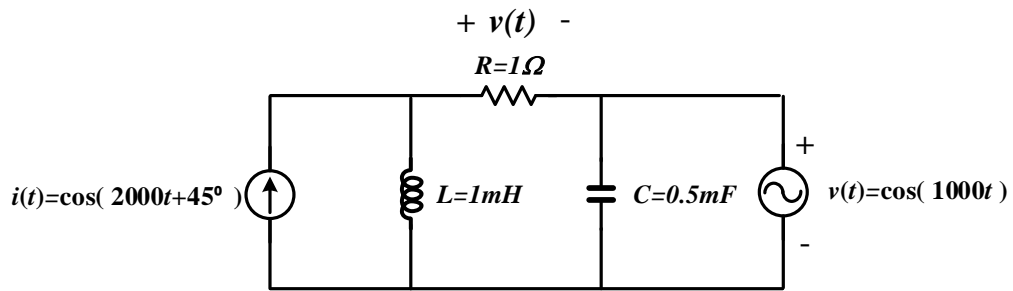 + v(t) -
R=1Ω
i(t)=cos( 2000t+45º )
L=1mH
C=0.5mF
+
v(t)=cos( 1000t )
-